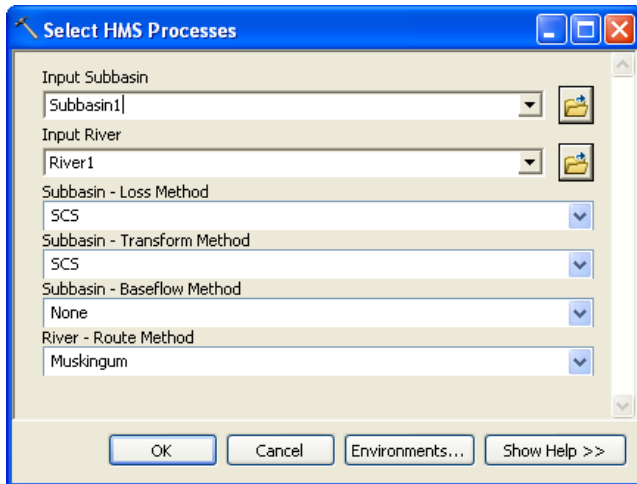 Select HMS Processes
Input Subbasin
Subbasin1
Input River
River1
Subbasin - Loss Method
SCS
Subbasin - Transform Method
SCS
Subbasin - Baseflow Method
None
River - Route Method
Muskingum
OK Cancel Environments... Show Help >>